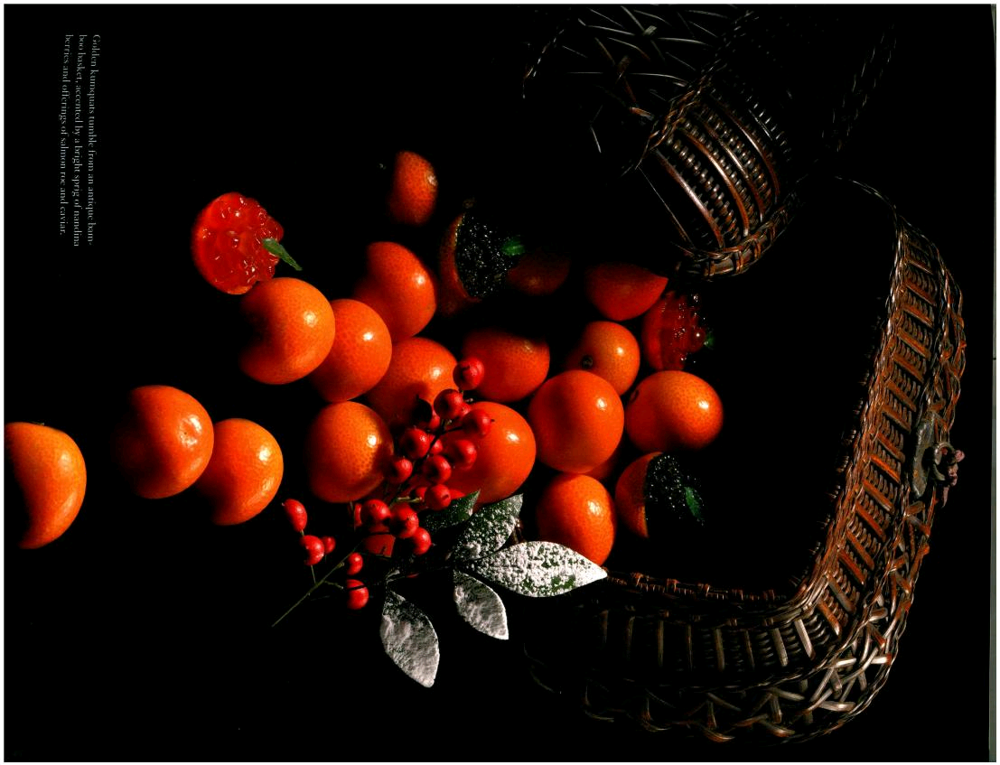 Golden kumquats tumble from an antique bam-
boo basket, accented by a bright sprig of nandina
berries and offerings of salmon roe and caviar.